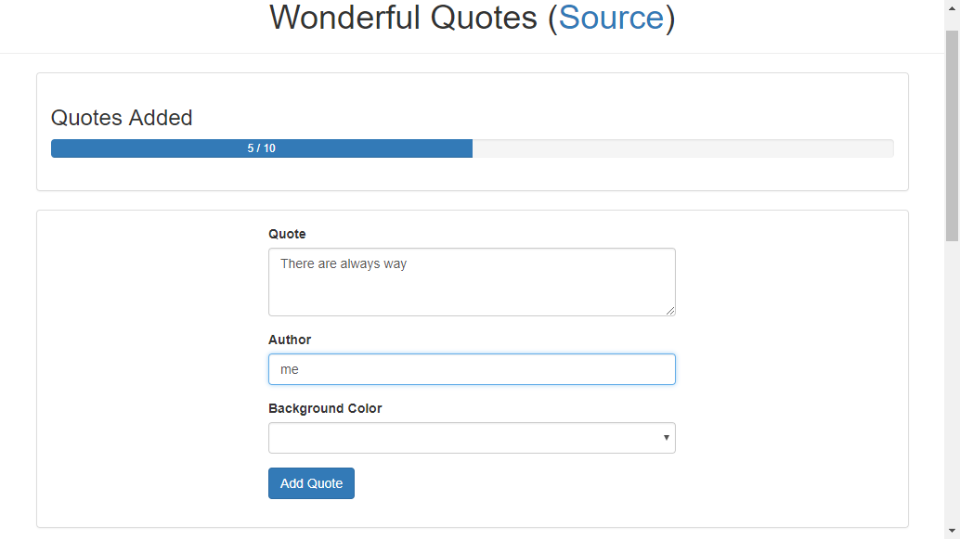 Wonderful Quotes (Source)
Quotes Added
5 / 10
Quote
There are always way
Author
me
Background Color
Add Quote